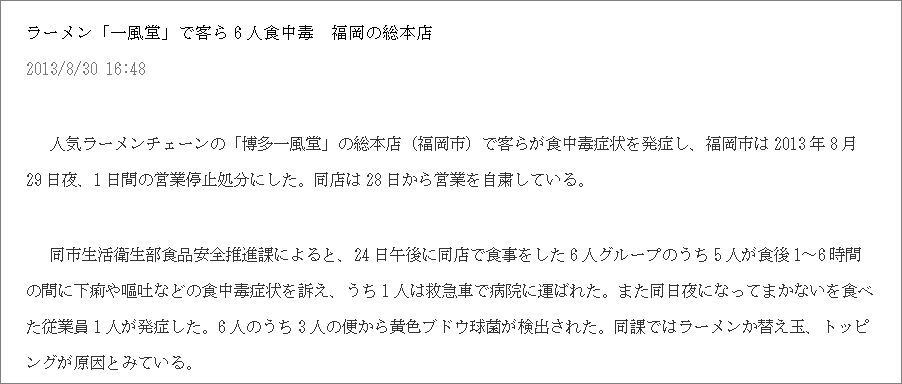 ラーメン「一風堂」で客ら6人食中毒　福岡の総本店
2013/8/30 16:48
人気ラーメンチェーンの「博多一風堂」の総本店（福岡市）で客らが食中毒症状を発症し、福岡市は2013年8月
29日夜、1日間の営業停止処分にした。同店は28日から営業を自粛している。
同市生活衛生部食品安全推進課によると、24日午後に同店で食事をした6人グループのうち5人が食後1～6時間
の間に下痢や嘔吐などの食中毒症状を訴え、うち1人は救急車で病院に運ばれた。また同日夜になってまかないを食べ
た従業員1人が発症した。6人のうち3人の便から黄色ブドウ球菌が検出された。同課ではラーメンか替え玉、トッピ
ングが原因とみている。